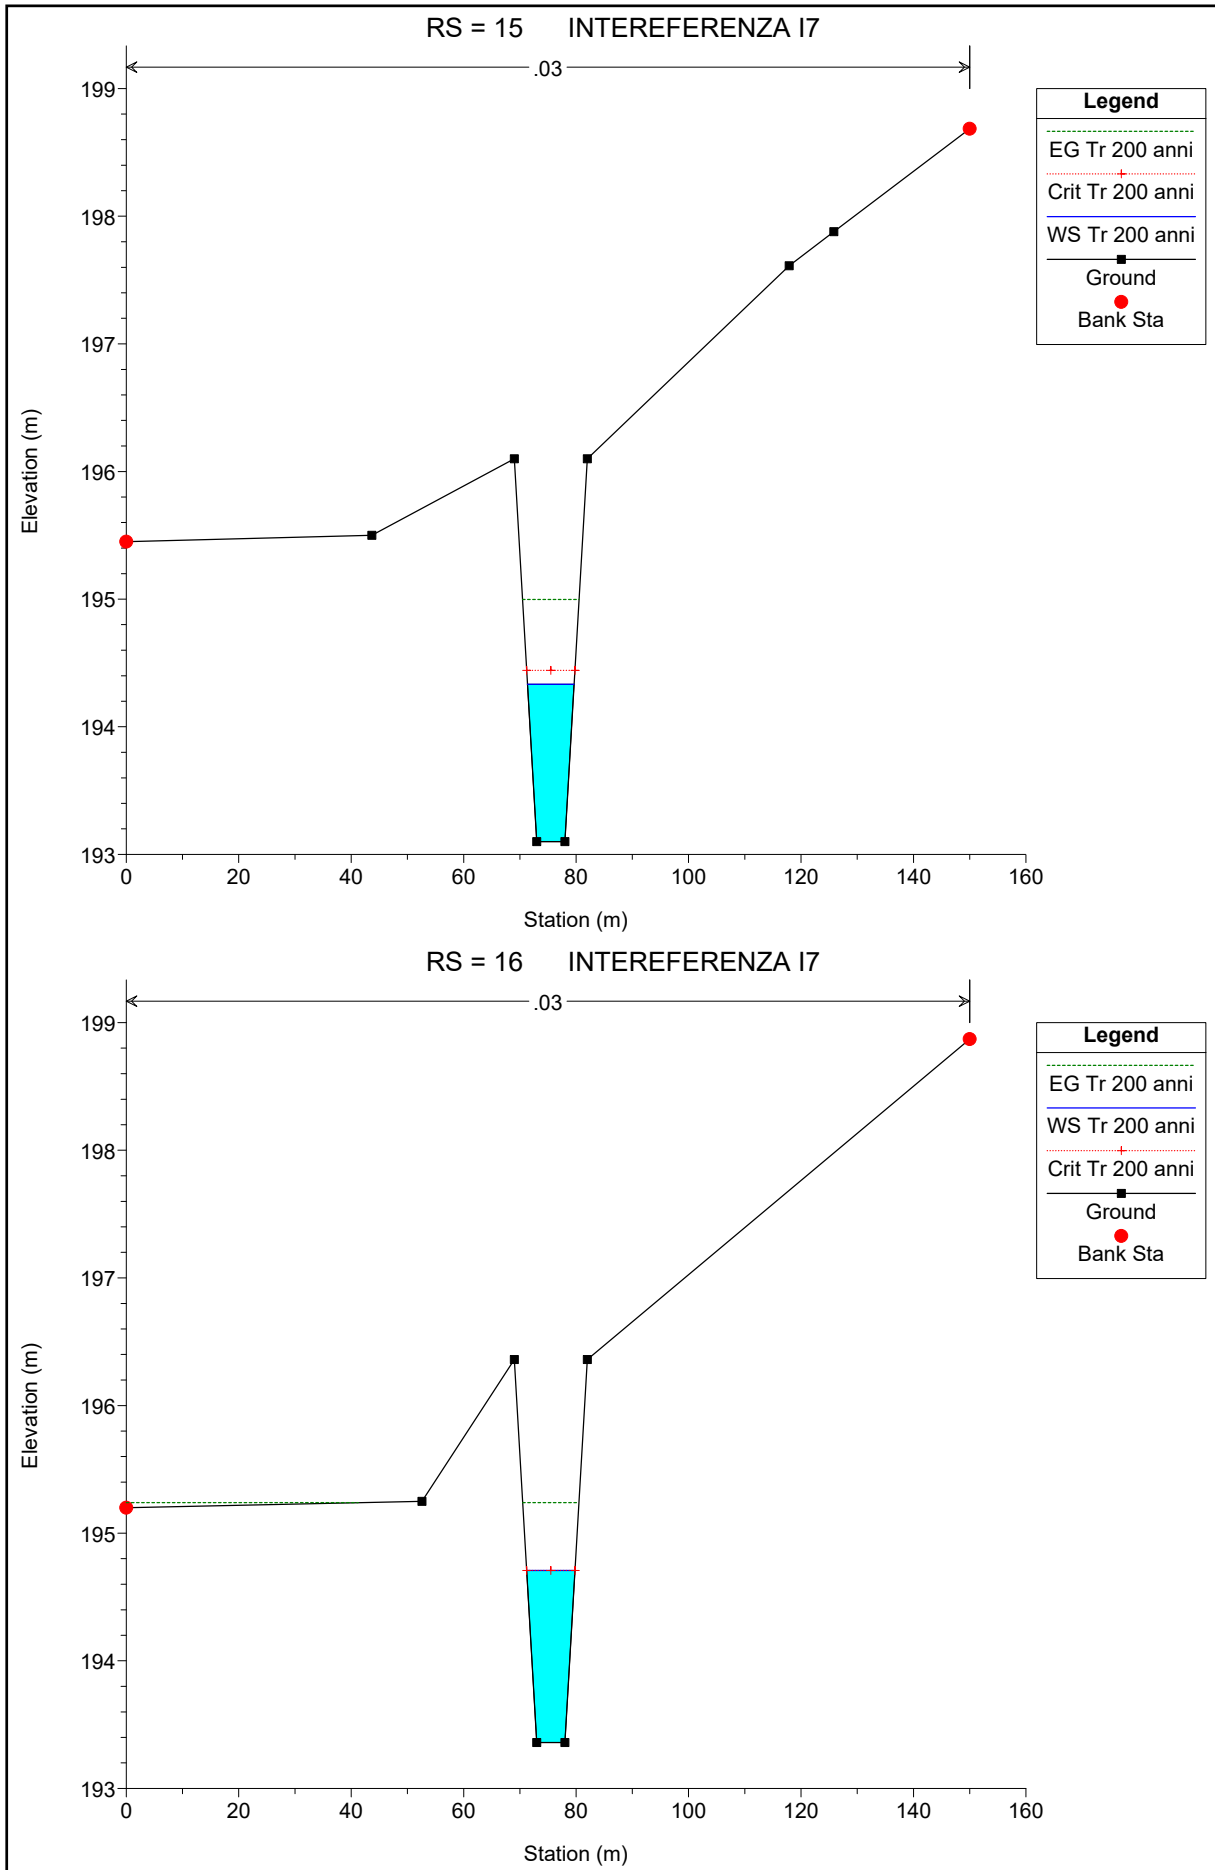 RS = 15 INTEREFERENZA I7
.03
199
198
197
196
195
194
193
Elevation (m)
0 20 40 60 80 100 120 140 160
Station (m)
Legend
EG Tr 200 anni
Crit Tr 200 anni
WS Tr 200 anni
Ground
Bank Sta
RS = 16 INTEREFERENZA I7
.03
199
198
197
196
195
194
193
Elevation (m)
0 20 40 60 80 100 120 140 160
Station (m)
Legend
EG Tr 200 anni
WS Tr 200 anni
Crit Tr 200 anni
Ground
Bank Sta